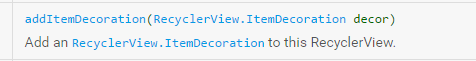 addItemDecoration(RecyclerView.ItemDecoration decor)
Add an RecyclerView.ItemDecoration to this RecyclerView.